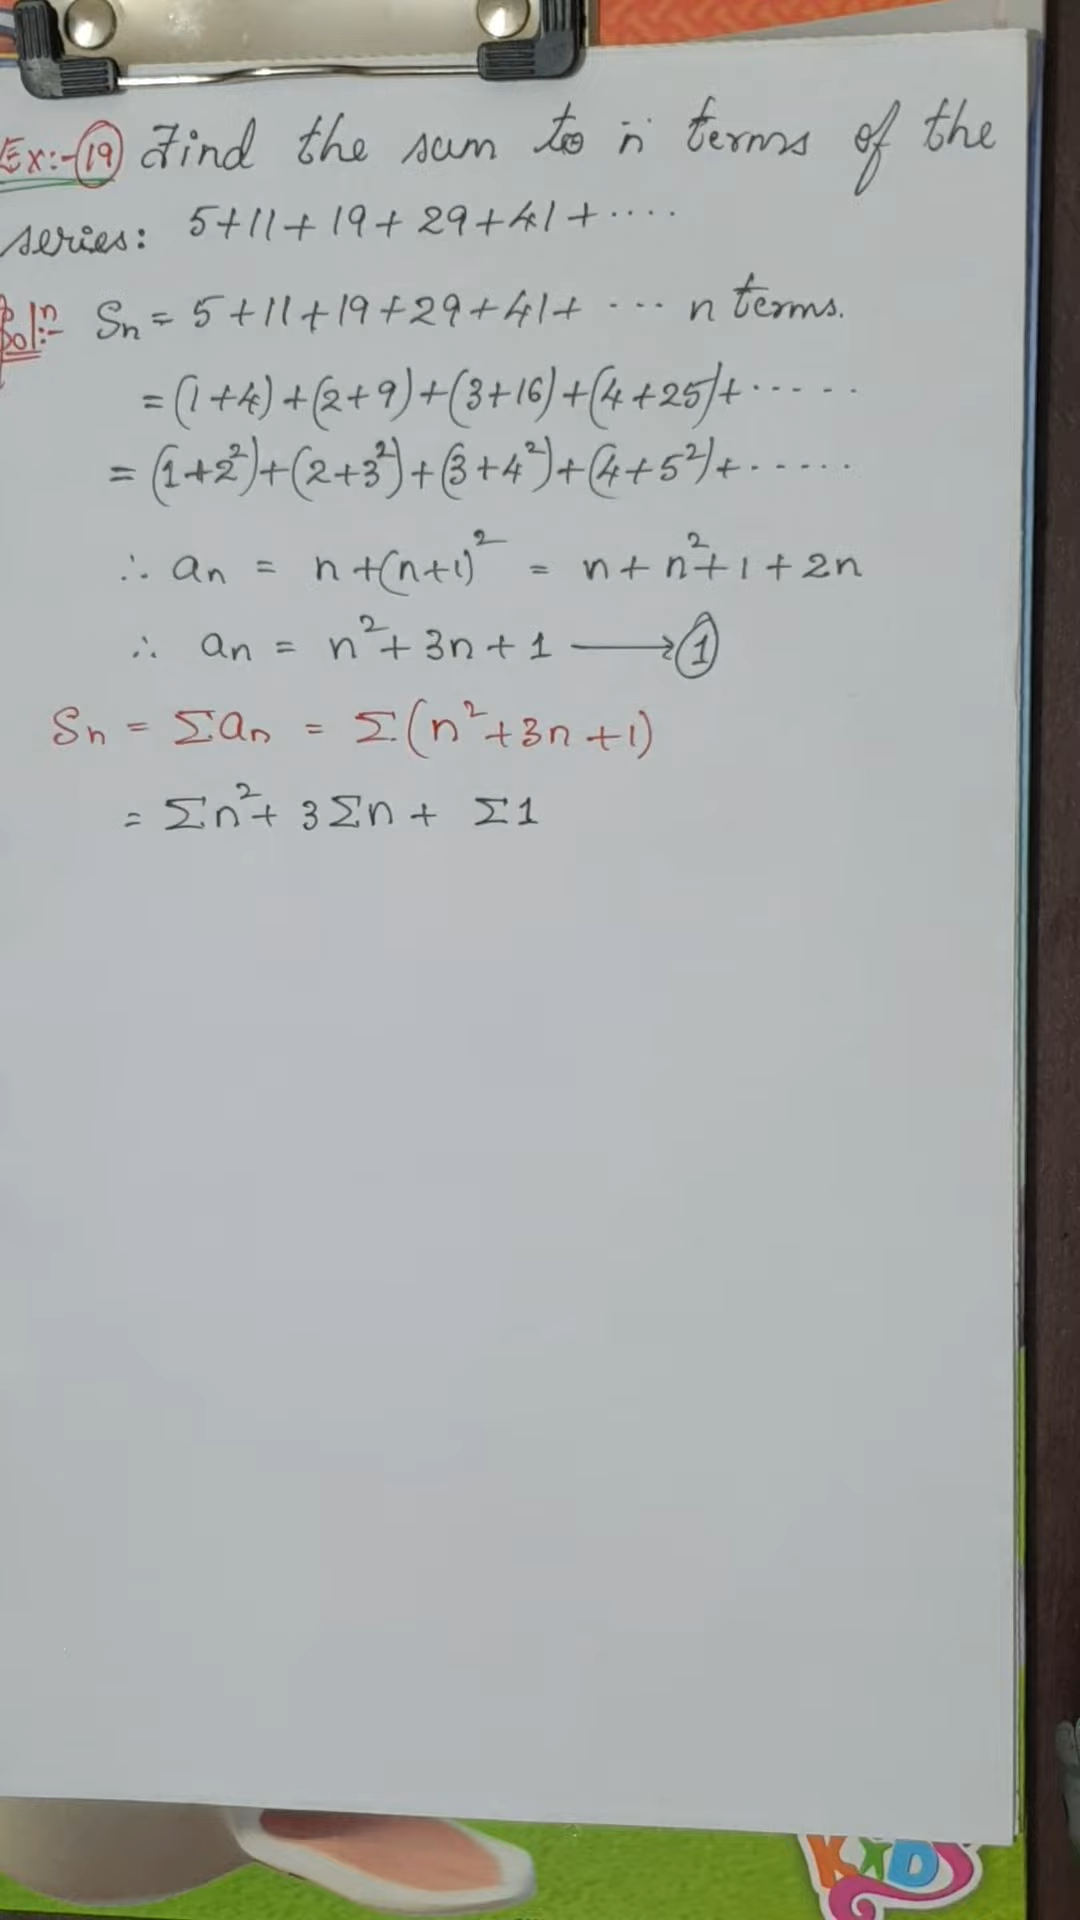 Ex:-(19) Find the sum to 'n' terms of the
series: 5+11+19+29+41+····
Solⁿ:- Sn = 5+11+19+29+41+ ··· n terms.
= (1+4)+(2+9)+(3+16)+(4+25)+·····
= (1+2²)+(2+3²)+(3+4²)+(4+5²)+·····
∴ an = n+(n+1)² = n+n²+1+2n
∴ an = n²+3n+1 ⟶ ①
Sn = Σan = Σ(n²+3n+1)
= Σn²+ 3Σn+ Σ1
KiD